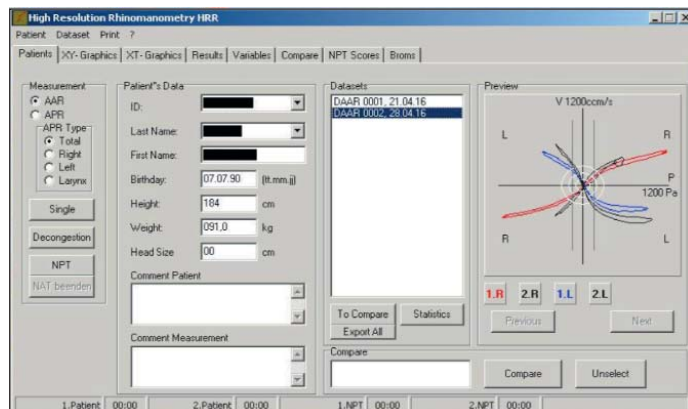 High Resolution Rhinomanometry HRR
Patient Dataset Print ?
Patients XY- Graphics XT- Graphics Results Variables Compare NPT Scores Broms
Measurement
AAR
APR
APR Type
Total
Right
Left
Larynx
Single
Decongestion
NPT
NAT beenden
Patient"s Data
ID:
Last Name:
First Name:
Birthday: 07.07.90 (tt.mm.jj)
Height: 184 cm
Weight: 091,0 kg
Head Size 00 cm
Comment Patient
Comment Measurement
Datasets
DAAR 0001, 21.04.16
DAAR 0002, 28.04.16
To Compare Statistics
Export All
Preview
V 1200ccm/s
L R
P
1200 Pa
R L
1.R 2.R 1.L 2.L
Previous Next
Compare
Compare Unselect
1.Patient 00:00 2.Patient 00:00 1.NPT 00:00 2.NPT 00:00